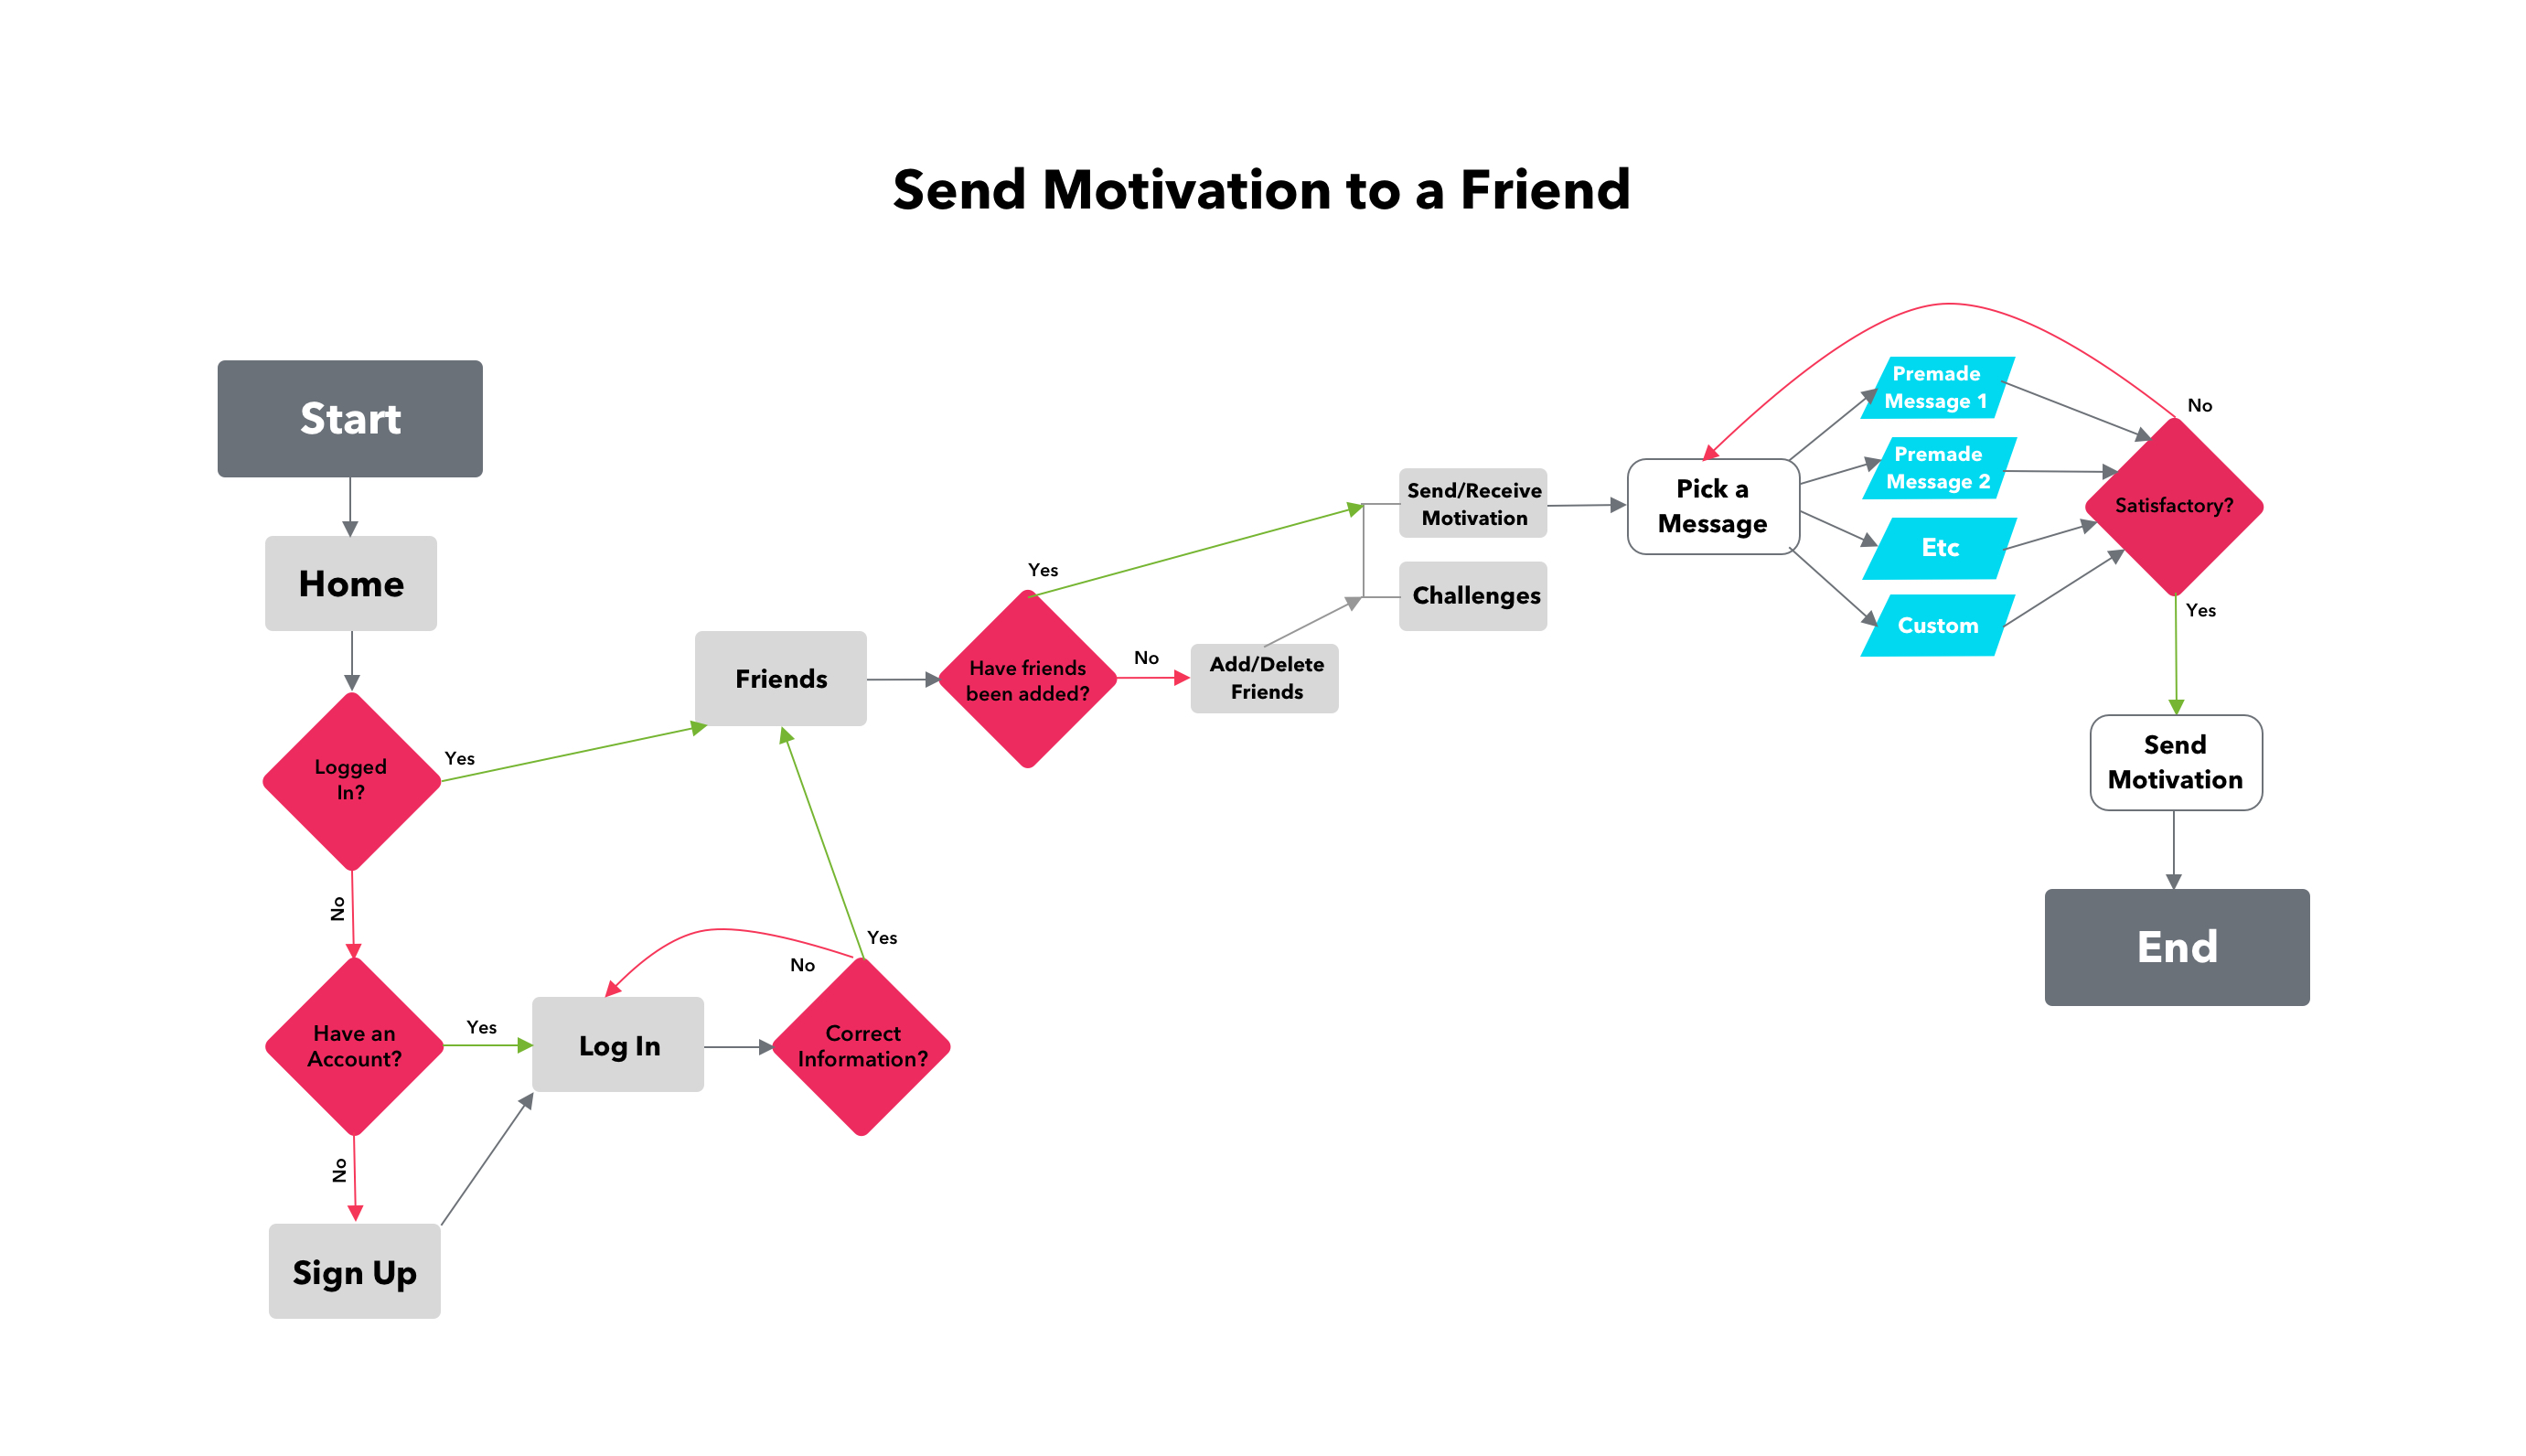 Send Motivation to a Friend
Start
Home
Logged
In?
Yes
No
Have an
Account?
Yes
No
Sign Up
Log In
Correct
Information?
No
Yes
Friends
Have friends
been added?
Yes
No
Add/Delete
Friends
Send/Receive
Motivation
Challenges
Pick a
Message
Premade
Message 1
Premade
Message 2
Etc
Custom
Satisfactory?
No
Yes
Send
Motivation
End